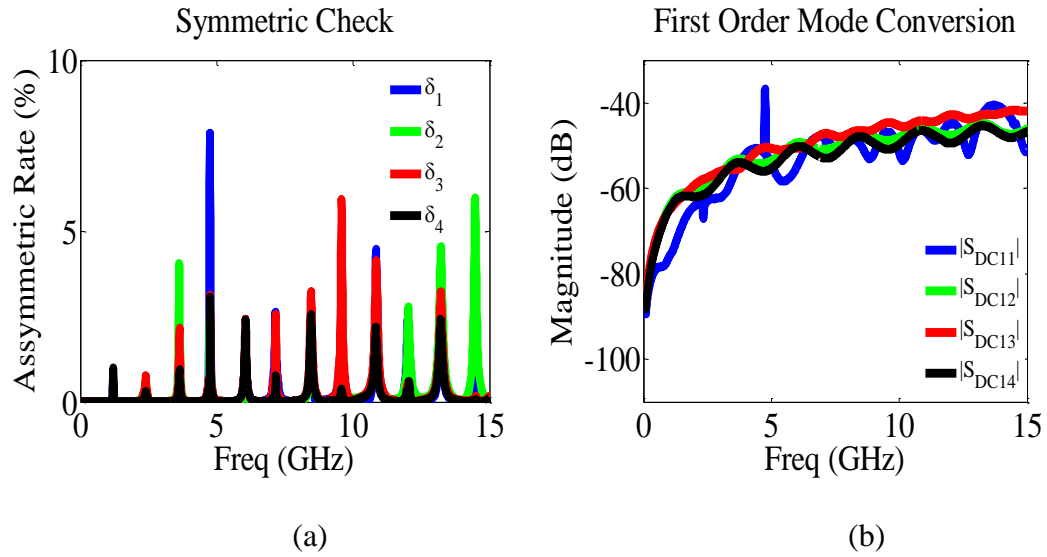 Symmetric Check
Assymetric Rate (%)
10
5
0
δ1
δ2
δ3
δ4
0 5 10 15
Freq (GHz)
(a)
First Order Mode Conversion
Magnitude (dB)
-40
-60
-80
-100
|SDC11|
|SDC12|
|SDC13|
|SDC14|
0 5 10 15
Freq (GHz)
(b)